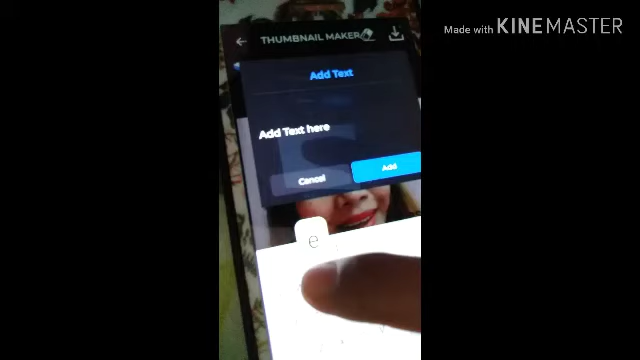 Made with KINEMASTER
THUMBNAIL MAKER
Add Text
Add Text here
Cancel
Add
e